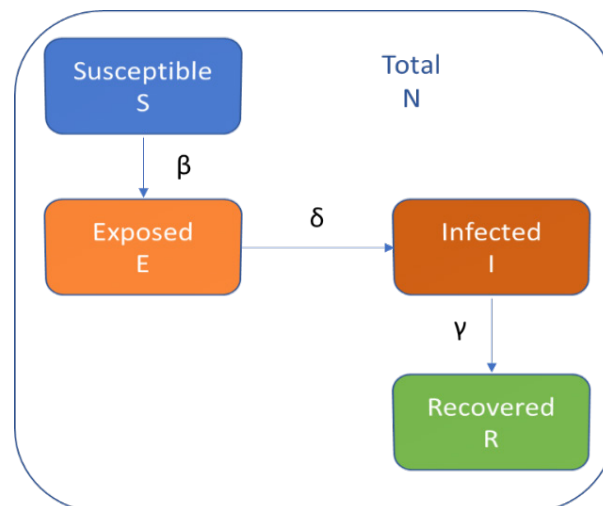 Susceptible
S
Total
N
β
Exposed
E
δ
Infected
I
γ
Recovered
R